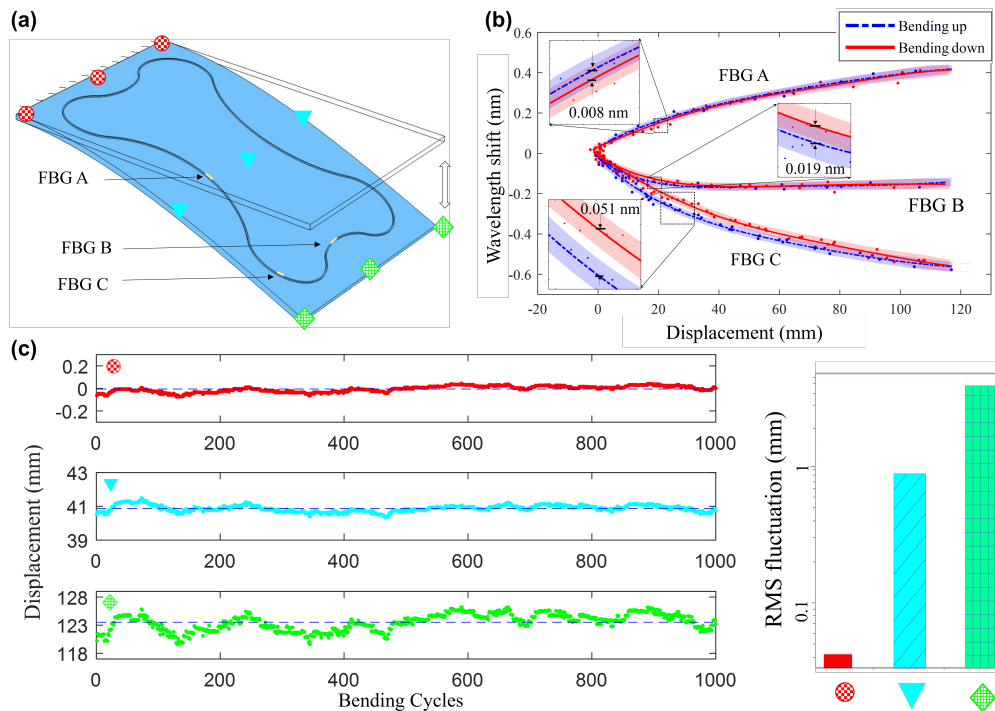 (a)
FBG A
FBG B
FBG C
(b)
Bending up
Bending down
Wavelength shift (nm)
0.6
0.4
0.2
0
-0.2
-0.4
-0.6
FBG A
0.008 nm
0.019 nm
FBG B
0.051 nm
FBG C
-20 0 20 40 60 80 100 120
Displacement (mm)
(c)
Displacement (mm)
0.2
0
-0.2
0 200 400 600 800 1000
43
41
39
0 200 400 600 800 1000
128
123
118
0 200 400 600 800 1000
Bending Cycles
RMS fluctuation (mm)
1
0.1